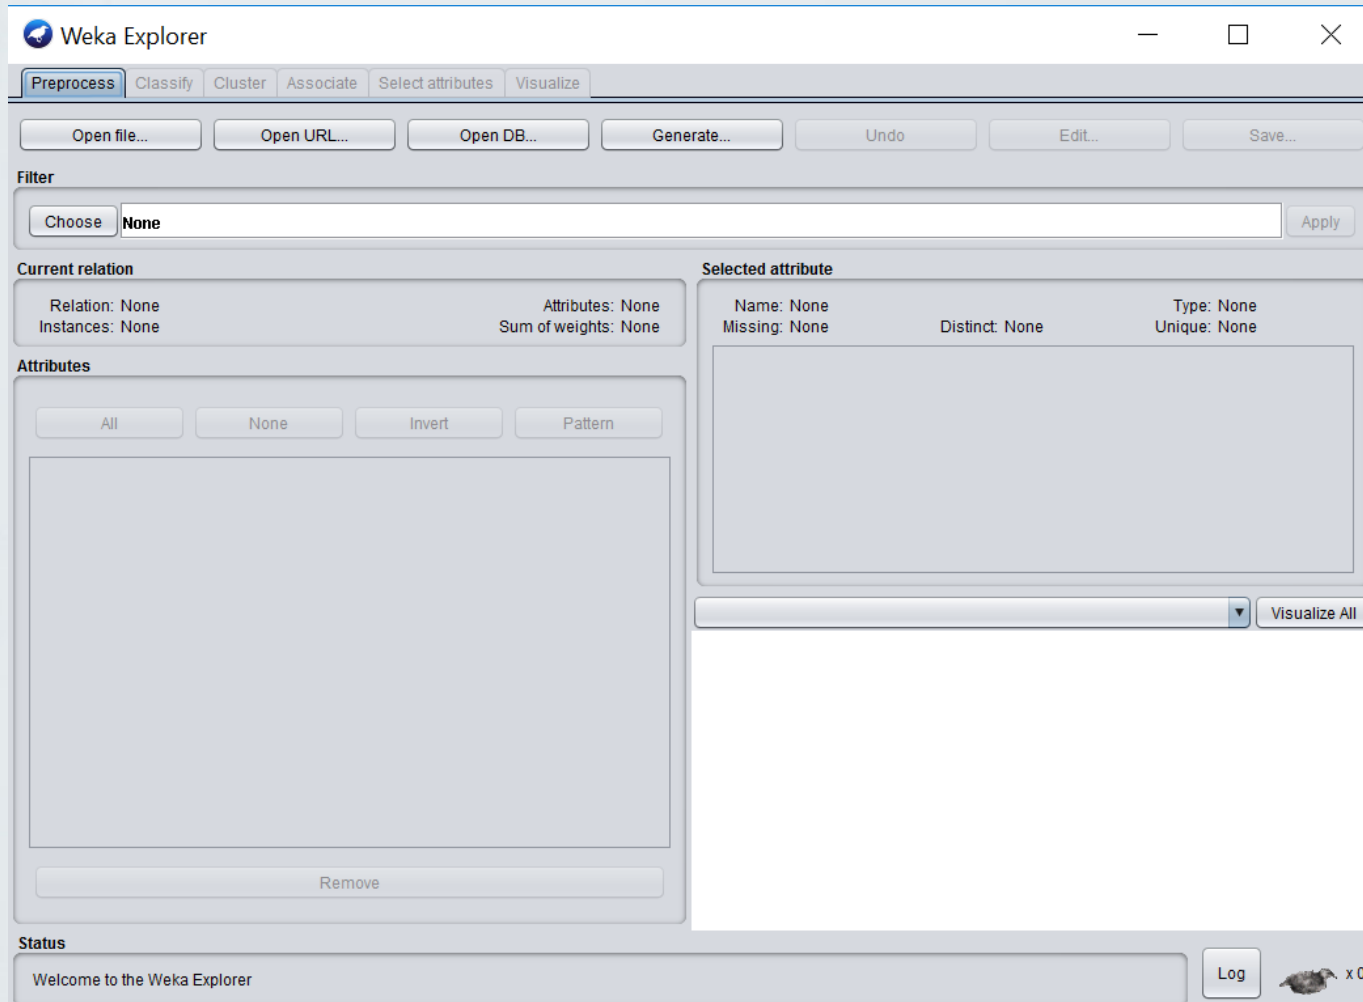 Weka Explorer
Preprocess Classify Cluster Associate Select attributes Visualize
Open file... Open URL... Open DB... Generate... Undo Edit... Save...
Filter
Choose None Apply
Current relation
Relation: None Attributes: None
Instances: None Sum of weights: None
Selected attribute
Name: None Type: None
Missing: None Distinct: None Unique: None
Attributes
All None Invert Pattern
Visualize All
Remove
Status
Welcome to the Weka Explorer
Log x 0